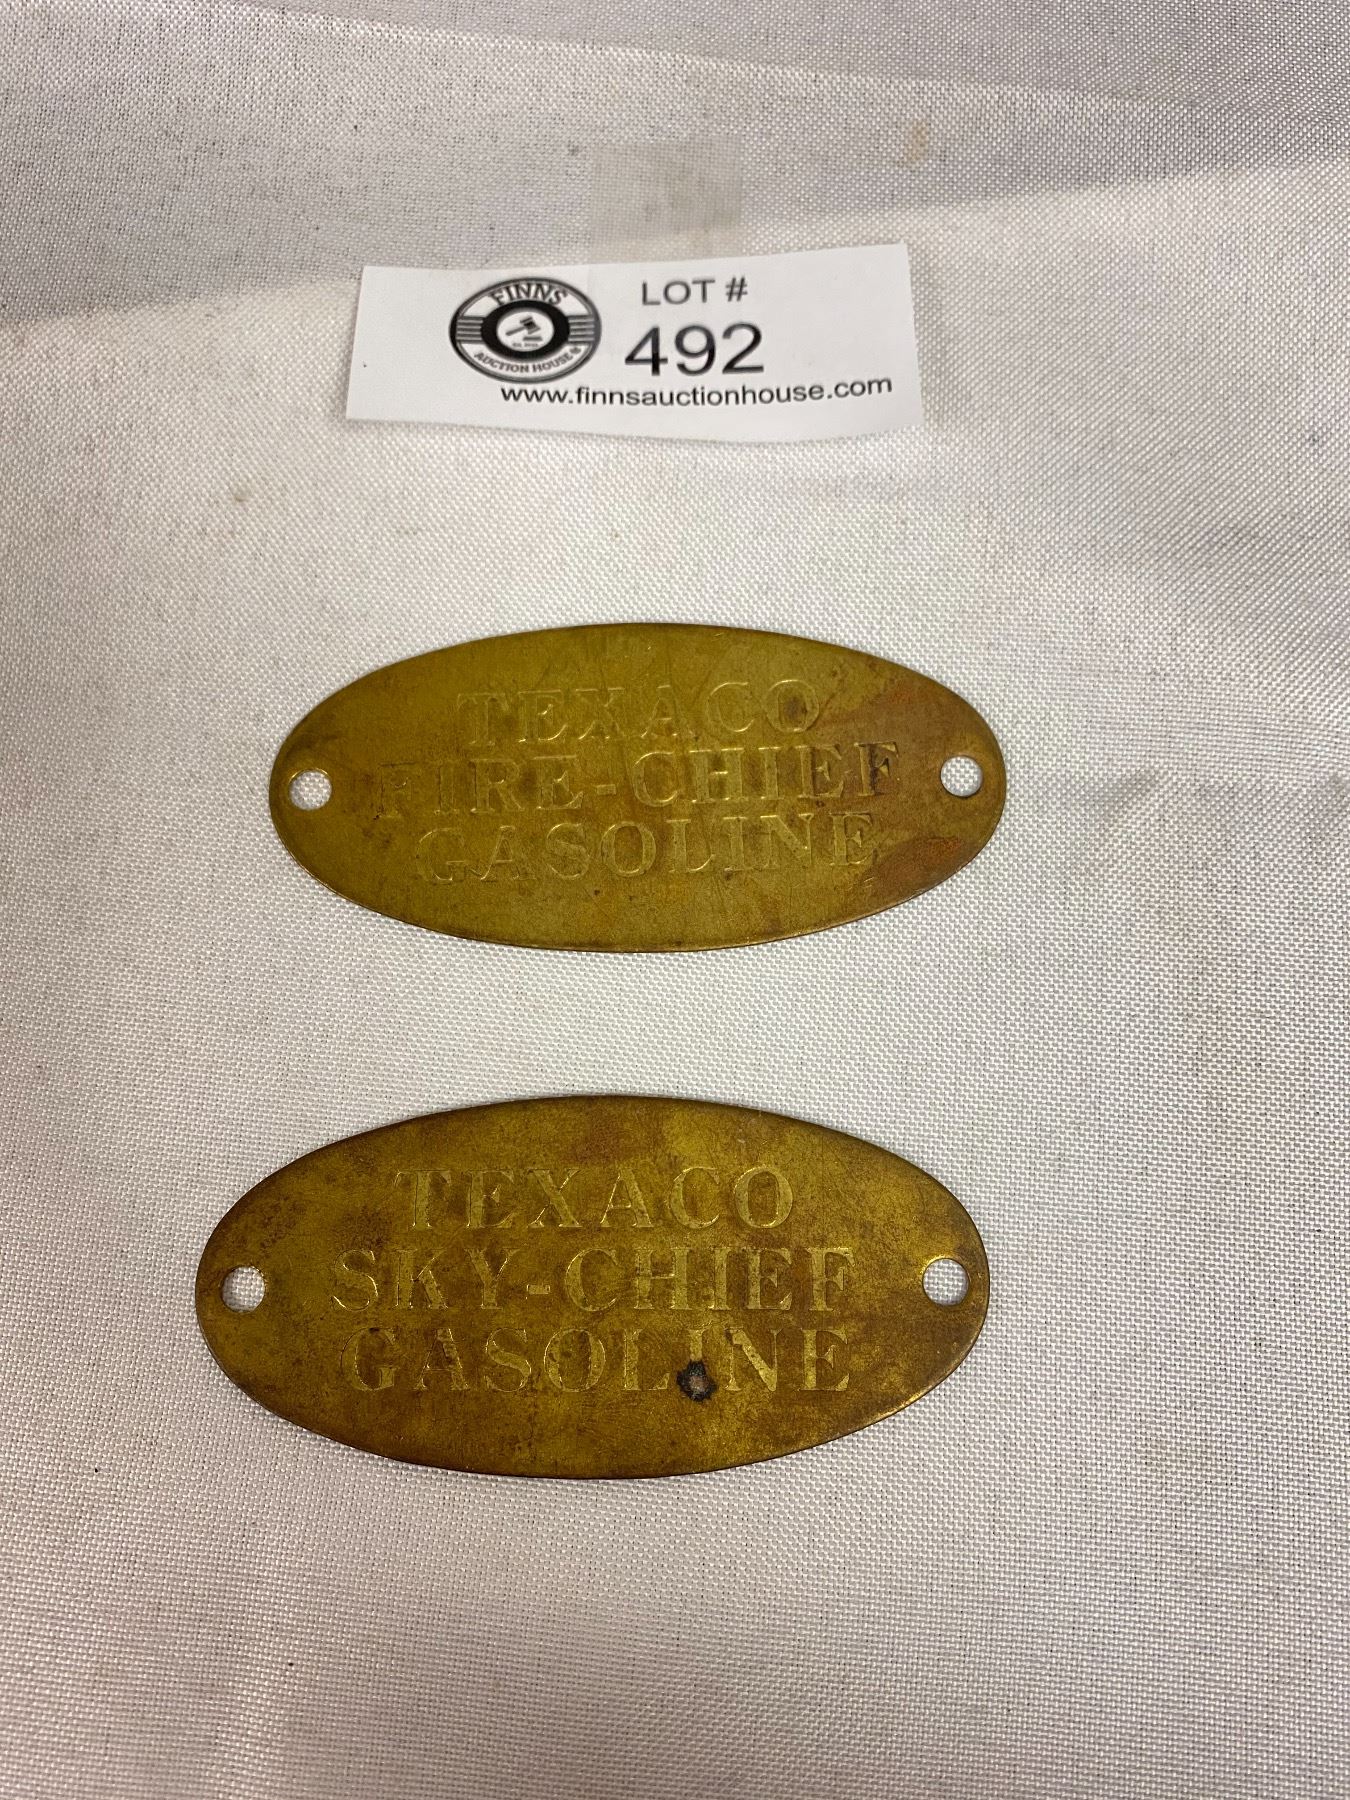 FINNS
AUCTION HOUSE
LOT #
492
www.finnsauctionhouse.com
TEXACO
FIRE-CHIEF
GASOLINE
TEXACO
SKY-CHIEF
GASOLINE